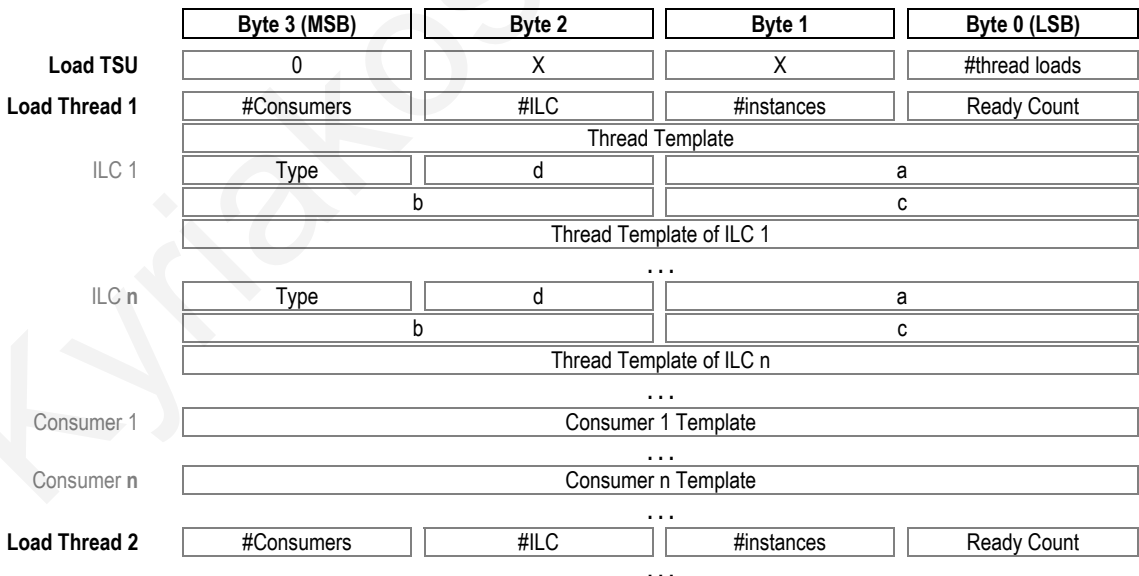 Byte 3 (MSB) Byte 2 Byte 1 Byte 0 (LSB)
Load TSU 0 X X #thread loads
Load Thread 1 #Consumers #ILC #instances Ready Count
Thread Template
ILC 1 Type d a
b c
Thread Template of ILC 1
...
ILC n Type d a
b c
Thread Template of ILC n
...
Consumer 1 Consumer 1 Template
...
Consumer n Consumer n Template
...
Load Thread 2 #Consumers #ILC #instances Ready Count
...
Kyriakos